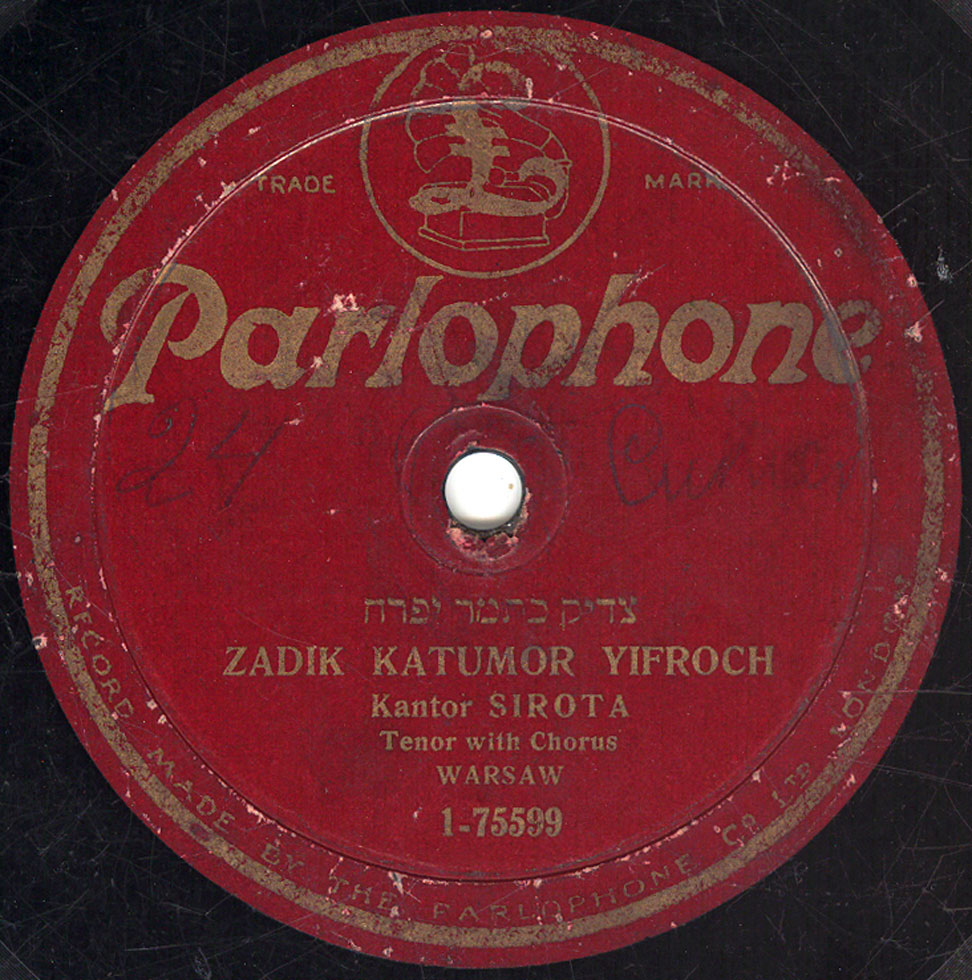 TRADE MARK
Parlophone
24
צדיק כתמר יפרח
ZADIK KATUMOR YIFROCH
Kantor SIROTA
Tenor with Chorus
WARSAW
1-75599
RECORD MADE BY THE PARLOPHONE Co LTD